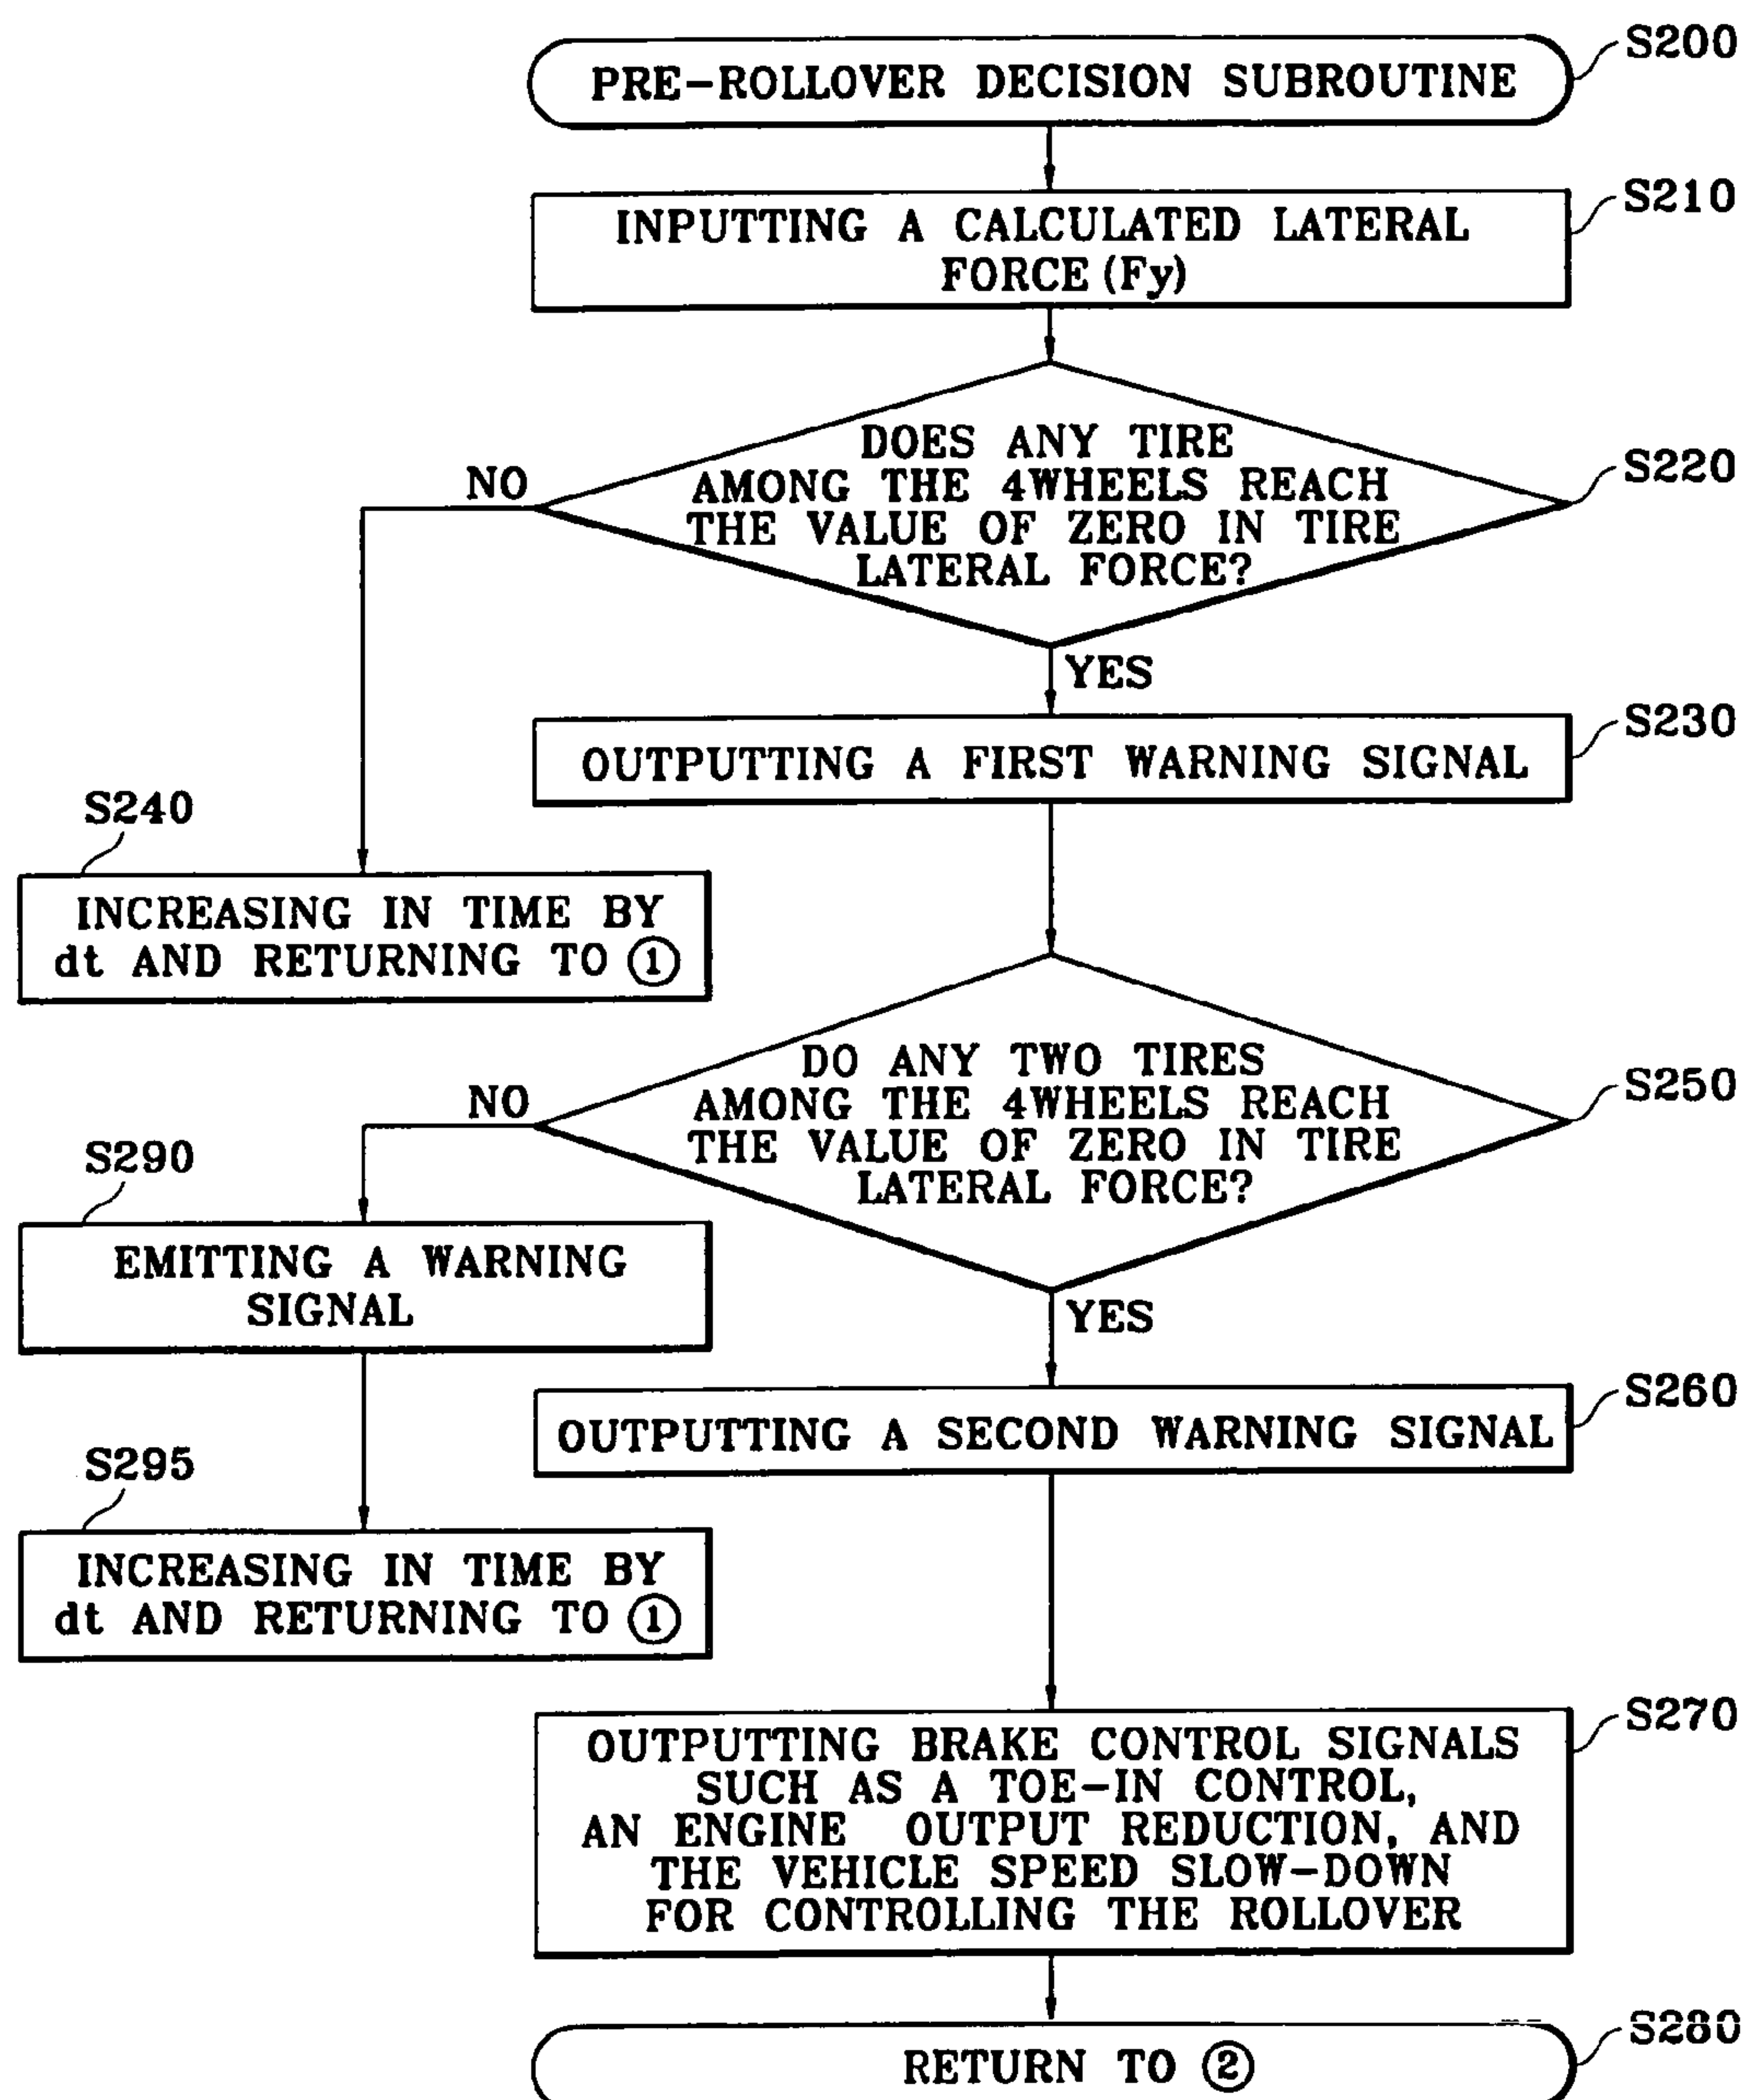 S200
PRE-ROLLOVER DECISION SUBROUTINE
S210
INPUTTING A CALCULATED LATERAL
FORCE (Fy)
S220
DOES ANY TIRE
AMONG THE 4WHEELS REACH
THE VALUE OF ZERO IN TIRE
LATERAL FORCE?
NO
YES
S230
OUTPUTTING A FIRST WARNING SIGNAL
S240
INCREASING IN TIME BY
dt AND RETURNING TO ①
S250
DO ANY TWO TIRES
AMONG THE 4WHEELS REACH
THE VALUE OF ZERO IN TIRE
LATERAL FORCE?
NO
YES
S290
EMITTING A WARNING
SIGNAL
S260
OUTPUTTING A SECOND WARNING SIGNAL
S295
INCREASING IN TIME BY
dt AND RETURNING TO ①
S270
OUTPUTTING BRAKE CONTROL SIGNALS
SUCH AS A TOE-IN CONTROL,
AN ENGINE OUTPUT REDUCTION, AND
THE VEHICLE SPEED SLOW-DOWN
FOR CONTROLLING THE ROLLOVER
S280
RETURN TO ②